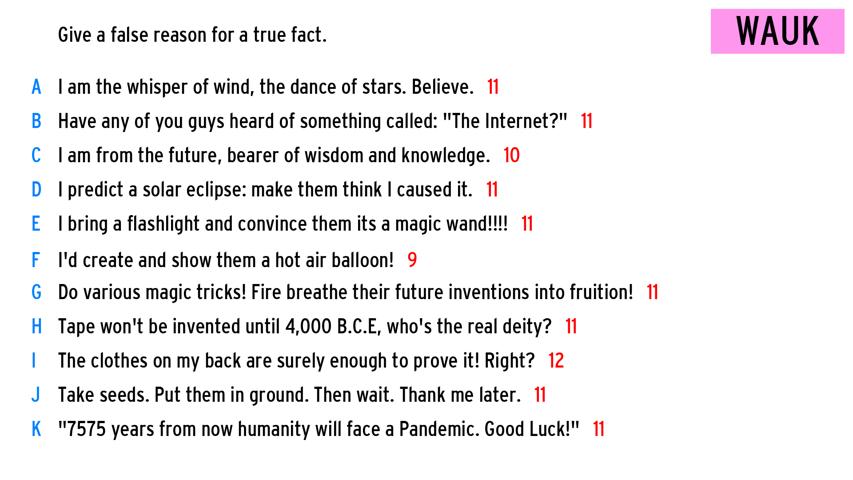 Give a false reason for a true fact.
WAUK
A I am the whisper of wind, the dance of stars. Believe. 11
B Have any of you guys heard of something called: "The Internet?" 11
C I am from the future, bearer of wisdom and knowledge. 10
D I predict a solar eclipse: make them think I caused it. 11
E I bring a flashlight and convince them its a magic wand!!!! 11
F I'd create and show them a hot air balloon! 9
G Do various magic tricks! Fire breathe their future inventions into fruition! 11
H Tape won't be invented until 4,000 B.C.E, who's the real deity? 11
I The clothes on my back are surely enough to prove it! Right? 12
J Take seeds. Put them in ground. Then wait. Thank me later. 11
K "7575 years from now humanity will face a Pandemic. Good Luck!" 11